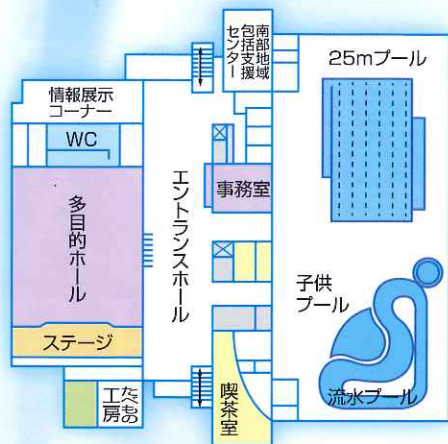 南部地域
包括支援
センター
25mプール
情報展示
コーナー
WC
エントランスホール
事務室
多目的ホール
子供
プール
ステージ
流水プール
喫茶室
たべもの
工房